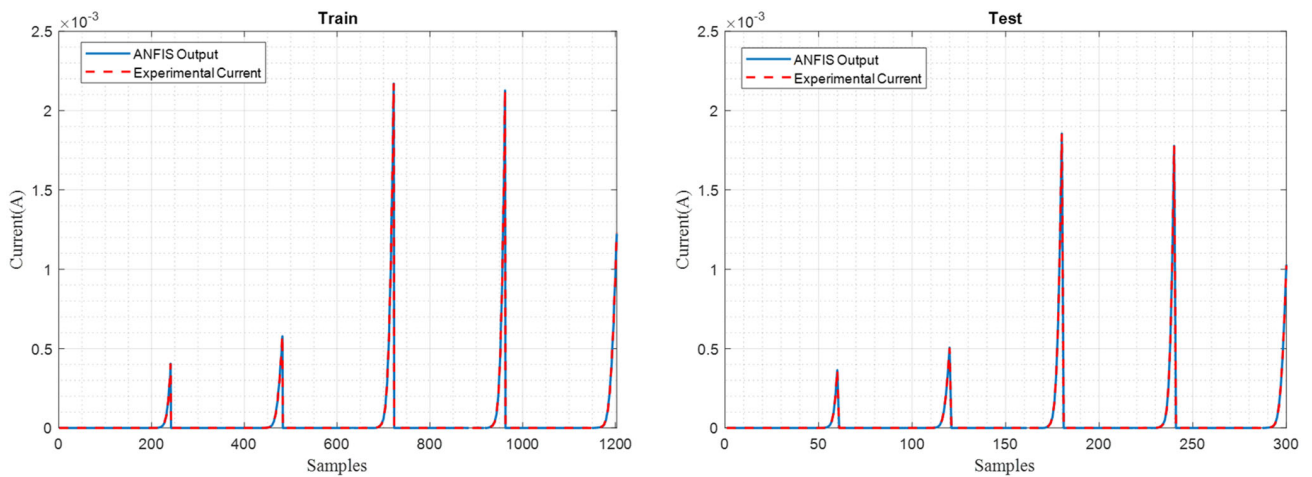 Train
×10⁻³
2.5
2
1.5
1
0.5
0
ANFIS Output
Experimental Current
Current(A)
0 200 400 600 800 1000 1200
Samples
Test
×10⁻³
2.5
2
1.5
1
0.5
0
ANFIS Output
Experimental Current
Current(A)
0 50 100 150 200 250 300
Samples